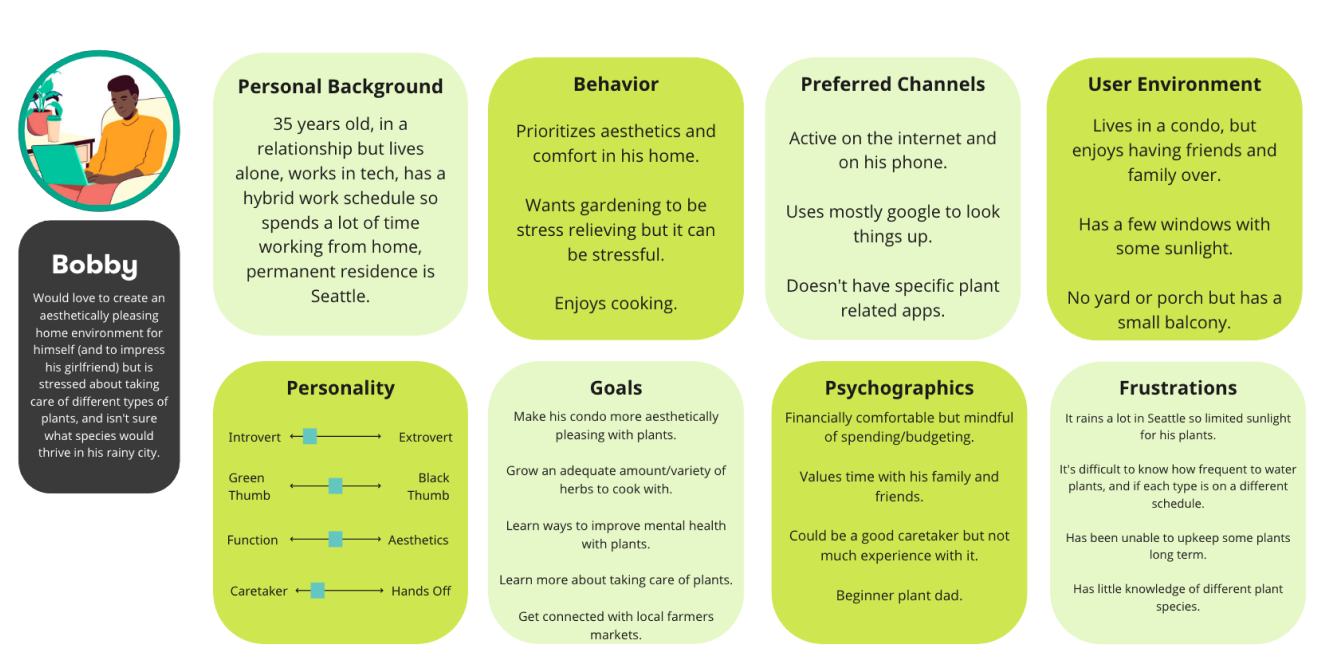 Bobby
Would love to create an
aesthetically pleasing
home environment for
himself (and to impress
his girlfriend) but is
stressed about taking
care of different types of
plants, and isn't sure
what species would
thrive in his rainy city.
Personal Background
35 years old, in a
relationship but lives
alone, works in tech, has a
hybrid work schedule so
spends a lot of time
working from home,
permanent residence is
Seattle.
Behavior
Prioritizes aesthetics and
comfort in his home.
Wants gardening to be
stress relieving but it can
be stressful.
Enjoys cooking.
Preferred Channels
Active on the internet and
on his phone.
Uses mostly google to look
things up.
Doesn't have specific plant
related apps.
User Environment
Lives in a condo, but
enjoys having friends and
family over.
Has a few windows with
some sunlight.
No yard or porch but has a
small balcony.
Personality
Introvert Extrovert
Green Black
Thumb Thumb
Function Aesthetics
Caretaker Hands Off
Goals
Make his condo more aesthetically
pleasing with plants.
Grow an adequate amount/variety of
herbs to cook with.
Learn ways to improve mental health
with plants.
Learn more about taking care of plants.
Get connected with local farmers
markets.
Psychographics
Financially comfortable but mindful
of spending/budgeting.
Values time with his family and
friends.
Could be a good caretaker but not
much experience with it.
Beginner plant dad.
Frustrations
It rains a lot in Seattle so limited sunlight
for his plants.
It's difficult to know how frequent to water
plants, and if each type is on a different
schedule.
Has been unable to upkeep some plants
long term.
Has little knowledge of different plant
species.